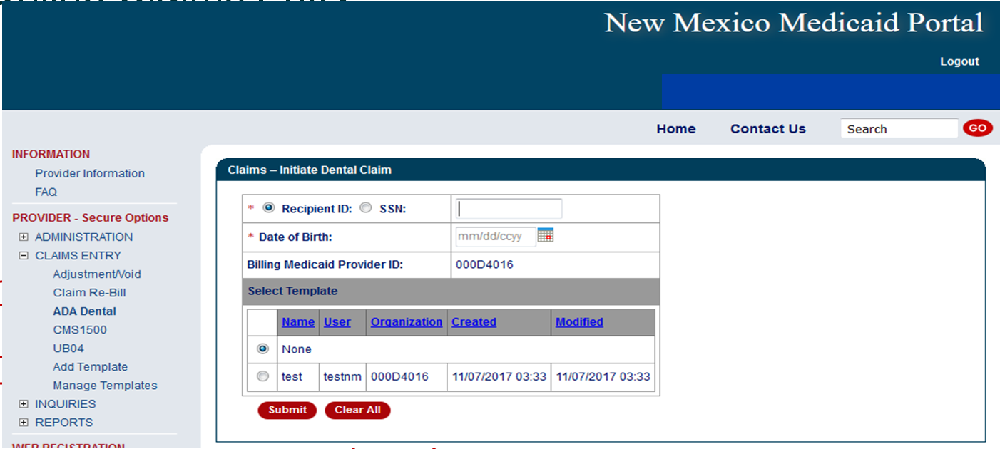 New Mexico Medicaid Portal
Logout
Home Contact Us Search GO
INFORMATION
Provider Information
FAQ
PROVIDER - Secure Options
ADMINISTRATION
CLAIMS ENTRY
Adjustment/Void
Claim Re-Bill
ADA Dental
CMS1500
UB04
Add Template
Manage Templates
INQUIRIES
REPORTS
WEB REGISTRATION
Claims – Initiate Dental Claim
* Recipient ID: SSN:
* Date of Birth: mm/dd/ccyy
Billing Medicaid Provider ID: 000D4016
Select Template
Name User Organization Created Modified
None
test testnm 000D4016 11/07/2017 03:33 11/07/2017 03:33
Submit Clear All